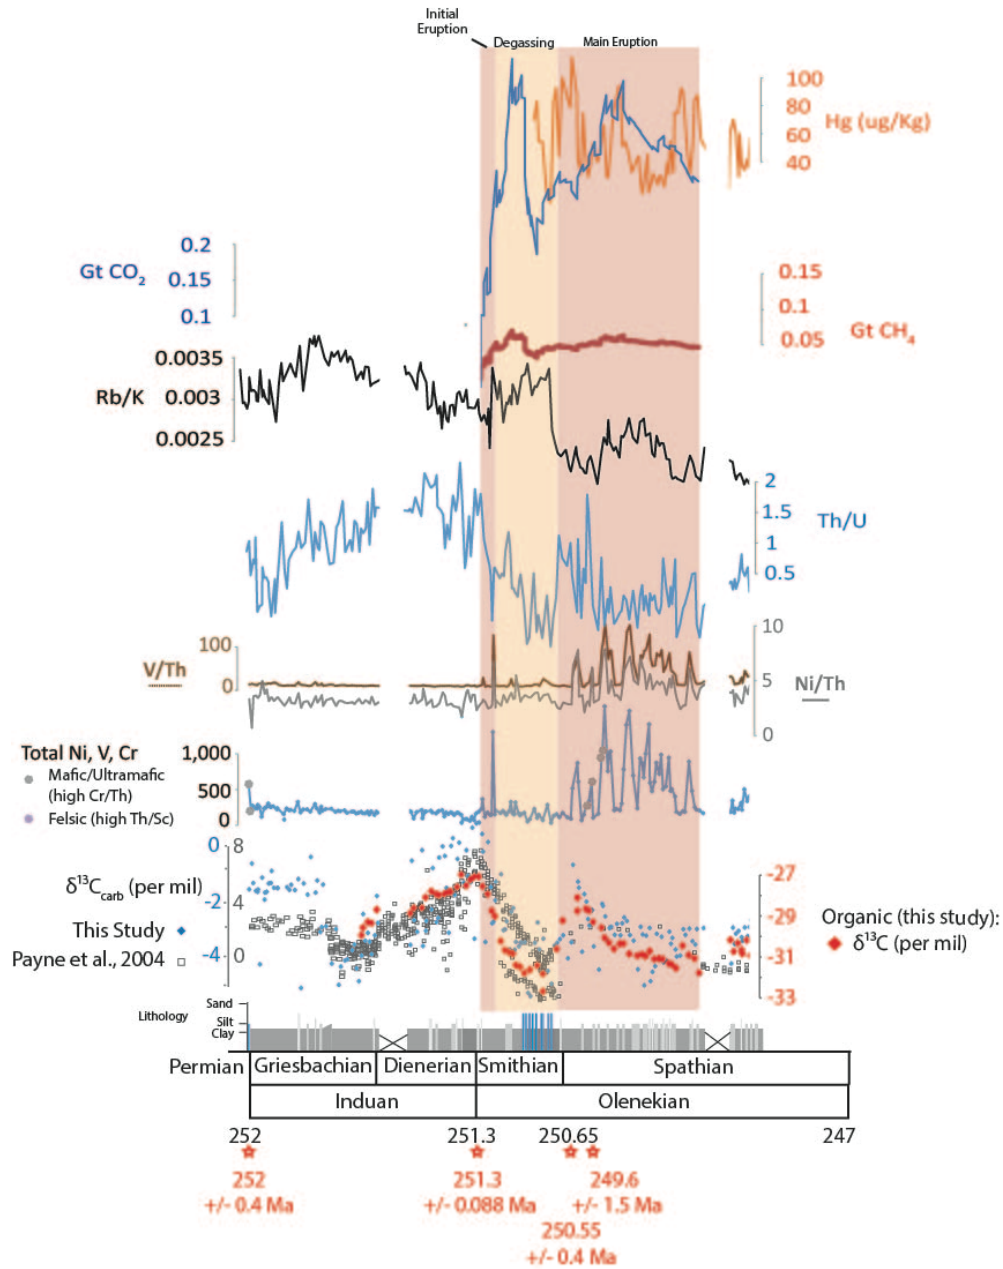 Initial
Eruption
Degassing
Main Eruption
100
80
60
40
Hg (ug/Kg)
Gt CO₂
0.2
0.15
0.1
0.15
0.1
0.05
Gt CH₄
Rb/K
0.0035
0.003
0.0025
2
1.5
1
0.5
Th/U
V/Th
100
0
10
5
0
Ni/Th
Total Ni, V, Cr
Mafic/Ultramafic
(high Cr/Th)
Felsic (high Th/Sc)
1,000
500
0
0
-2
-4
8
4
0
δ¹³C carb (per mil)
This Study
Payne et al., 2004
-27
-29
-31
-33
Organic (this study):
δ¹³C (per mil)
Lithology
Sand
Silt
Clay
Permian
Griesbachian
Dienerian
Smithian
Spathian
Induan
Olenekian
252
251.3
250.65
247
252
+/- 0.4 Ma
251.3
+/- 0.088 Ma
249.6
+/- 1.5 Ma
250.55
+/- 0.4 Ma